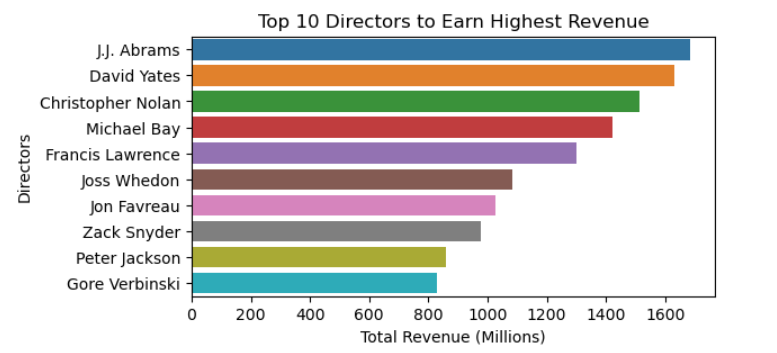 Top 10 Directors to Earn Highest Revenue
Directors
J.J. Abrams
David Yates
Christopher Nolan
Michael Bay
Francis Lawrence
Joss Whedon
Jon Favreau
Zack Snyder
Peter Jackson
Gore Verbinski
0 200 400 600 800 1000 1200 1400 1600
Total Revenue (Millions)